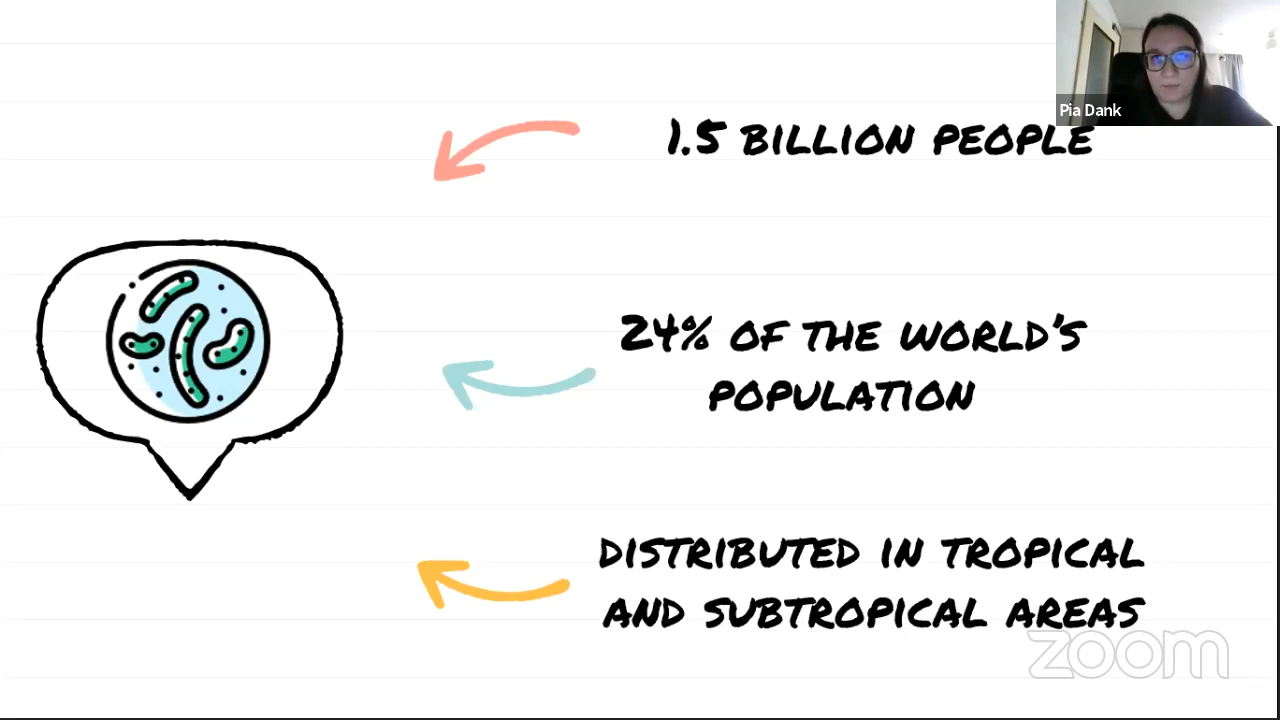 Pia Dank
1.5 BILLION PEOPLE
24% OF THE WORLD'S
POPULATION
DISTRIBUTED IN TROPICAL
AND SUBTROPICAL AREAS
zoom